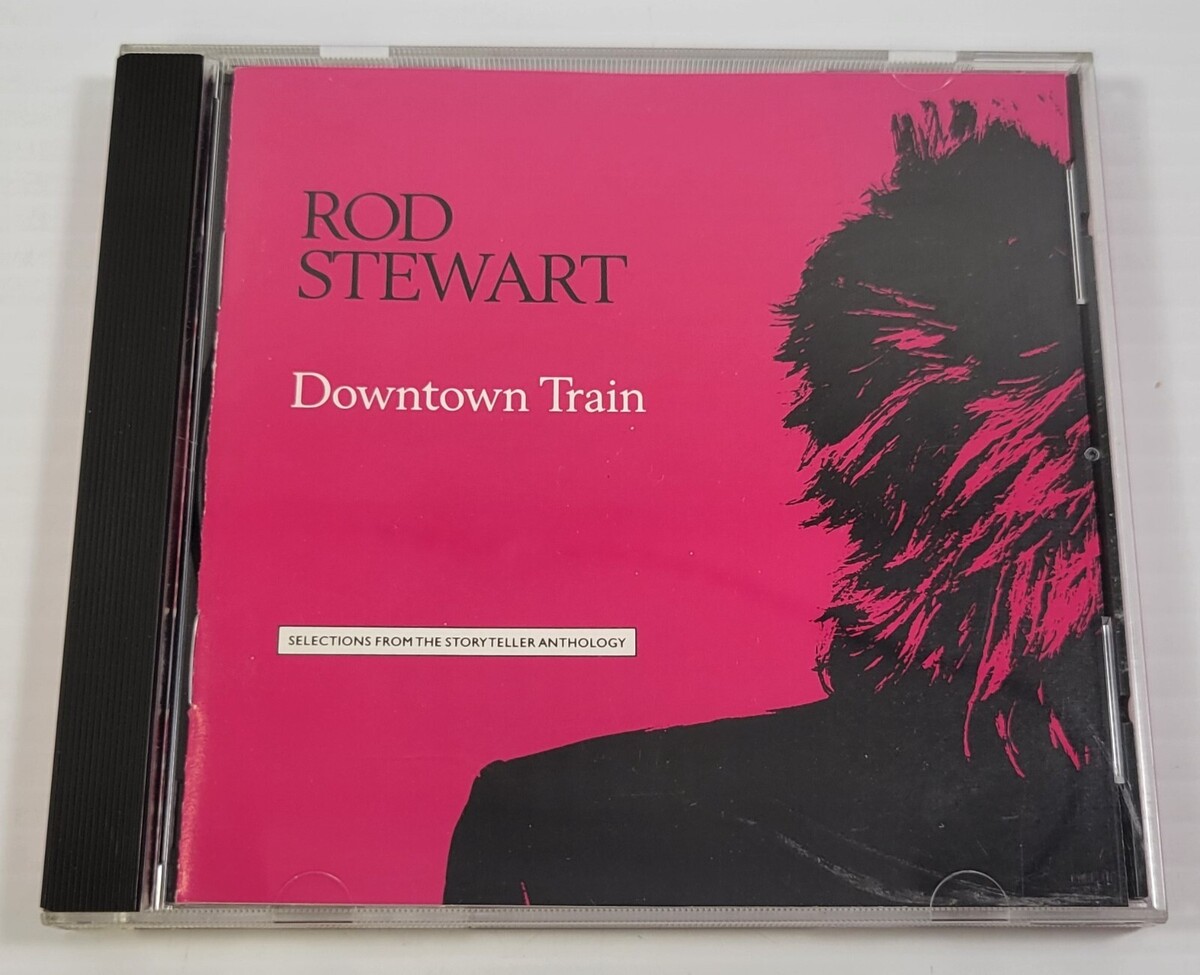 ROD
STEWART
Downtown Train
SELECTIONS FROM THE STORYTELLER ANTHOLOGY